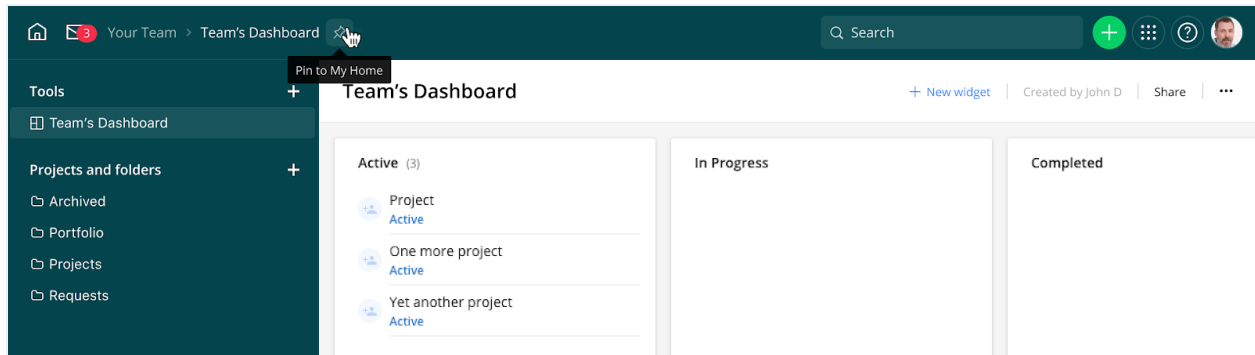 3 Your Team > Team's Dashboard
Search
Pin to My Home
Tools
Team's Dashboard
Projects and folders
Archived
Portfolio
Projects
Requests
Team's Dashboard
+ New widget | Created by John D | Share
Active (3)
Project
Active
One more project
Active
Yet another project
Active
In Progress
Completed